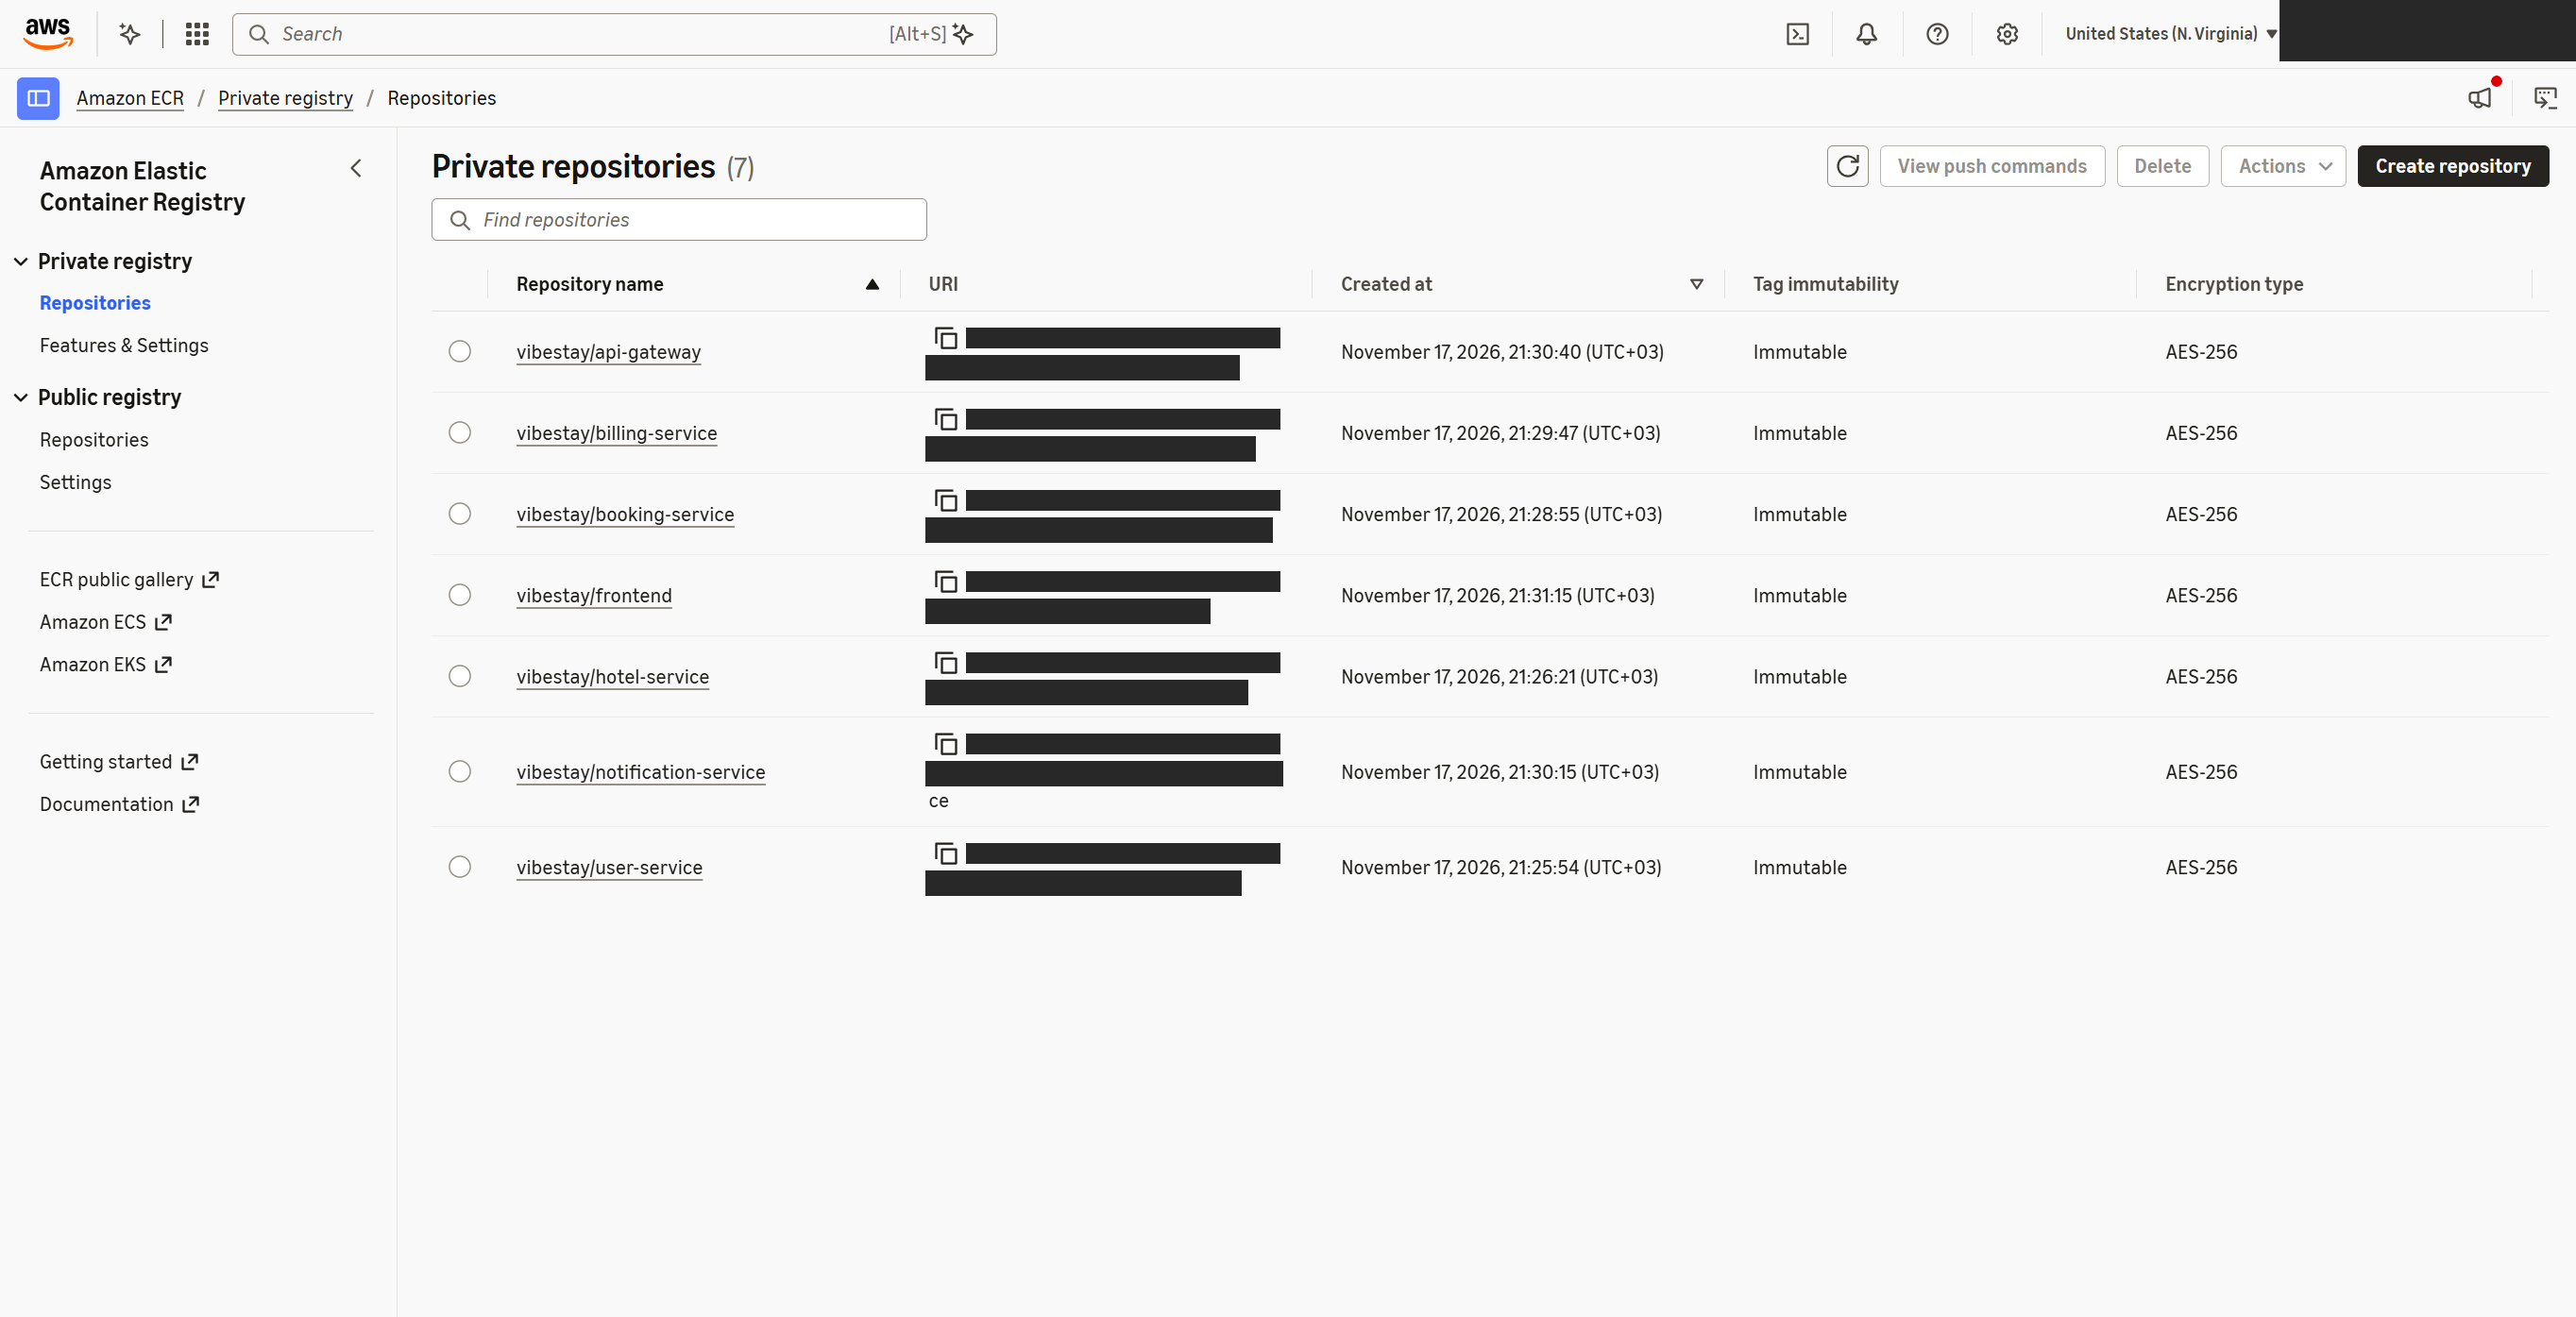 aws
Search [Alt+S]
United States (N. Virginia)
Amazon ECR / Private registry / Repositories
Amazon Elastic
Container Registry
Private registry
Repositories
Features & Settings
Public registry
Repositories
Settings
ECR public gallery
Amazon ECS
Amazon EKS
Getting started
Documentation
Private repositories (7)
View push commands
Delete
Actions
Create repository
Find repositories
Repository name URI Created at Tag immutability Encryption type
vibestay/api-gateway November 17, 2026, 21:30:40 (UTC+03) Immutable AES-256
vibestay/billing-service November 17, 2026, 21:29:47 (UTC+03) Immutable AES-256
vibestay/booking-service November 17, 2026, 21:28:55 (UTC+03) Immutable AES-256
vibestay/frontend November 17, 2026, 21:31:15 (UTC+03) Immutable AES-256
vibestay/hotel-service November 17, 2026, 21:26:21 (UTC+03) Immutable AES-256
vibestay/notification-service November 17, 2026, 21:30:15 (UTC+03) Immutable AES-256
ce
vibestay/user-service November 17, 2026, 21:25:54 (UTC+03) Immutable AES-256